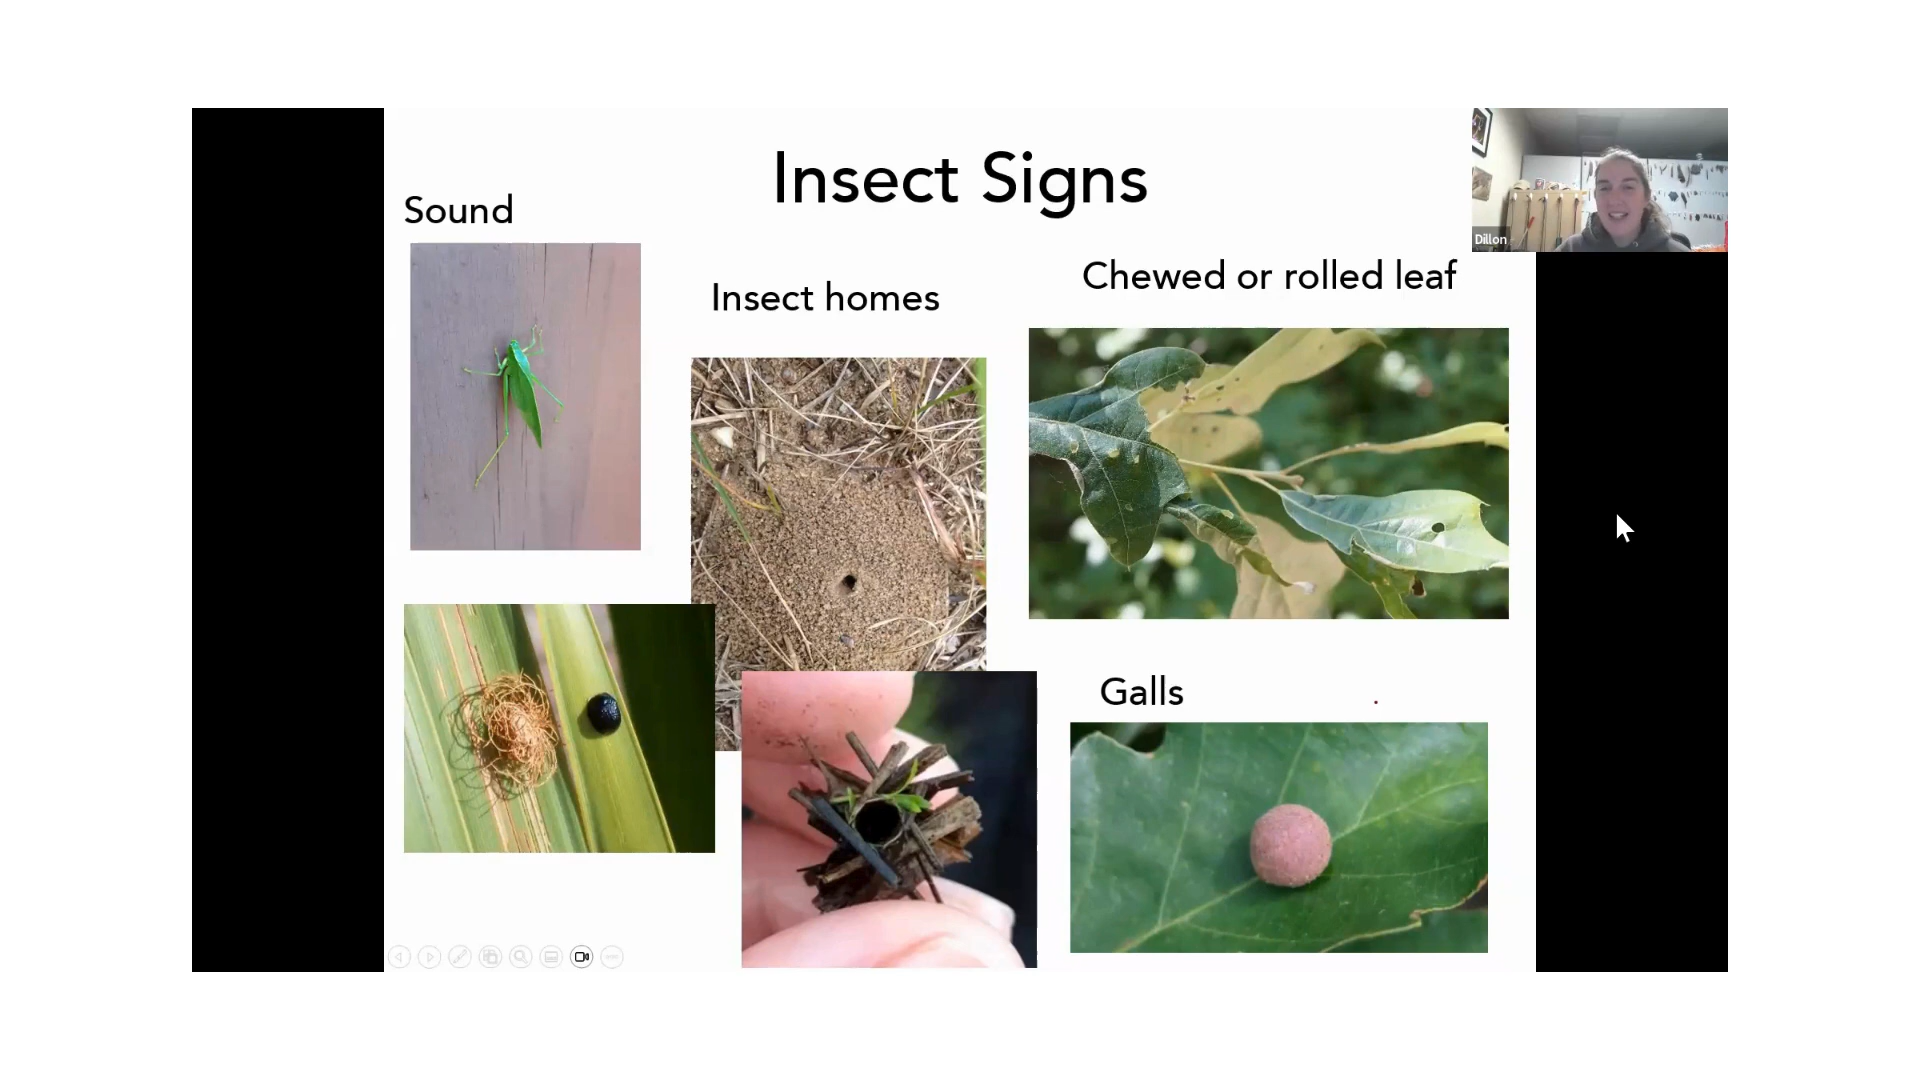 Insect Signs
Sound
Insect homes
Chewed or rolled leaf
Dillon
Galls